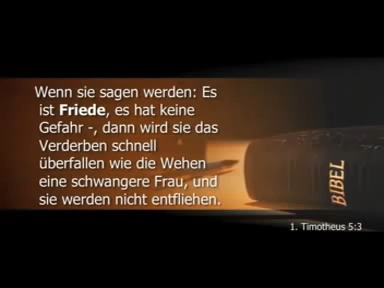 Wenn sie sagen werden: Es
ist Friede, es hat keine
Gefahr -, dann wird sie das
Verderben schnell
überfallen wie die Wehen
eine schwangere Frau, und
sie werden nicht entfliehen.
BIBEL
1. Timotheus 5:3